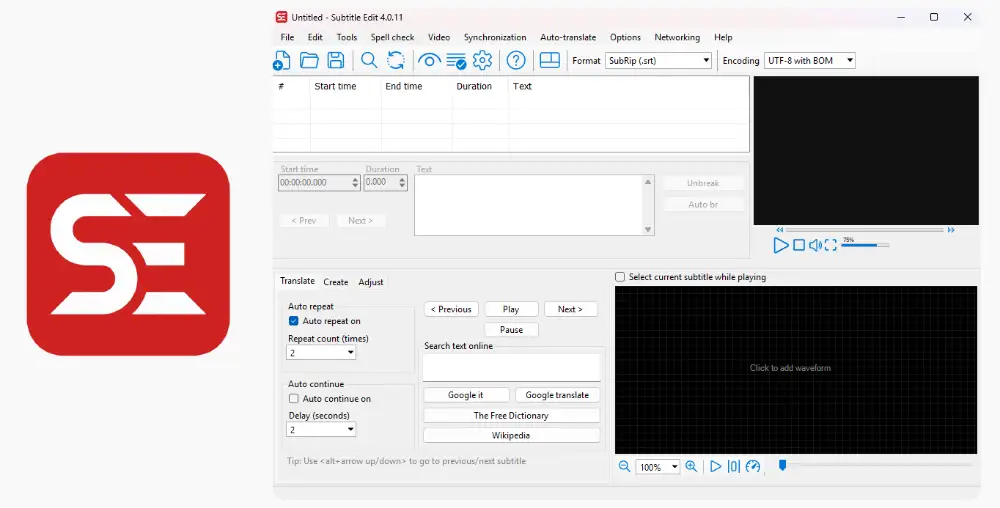 SE
SE Untitled - Subtitle Edit 4.0.11
File Edit Tools Spell check Video Synchronization Auto-translate Options Networking Help
Format SubRip (.srt) Encoding UTF-8 with BOM
# Start time End time Duration Text
Start time Duration Text
00:00:00.000 0.000 Unbreak
Auto br
< Prev Next >
75%
Translate Create Adjust
Select current subtitle while playing
Auto repeat
Auto repeat on
Repeat count (times)
2
Auto continue
Auto continue on
Delay (seconds)
2
< Previous Play Next >
Pause
Search text online
Google it Google translate
The Free Dictionary
Wikipedia
Tip: Use <alt+arrow up/down> to go to previous/next subtitle
Click to add waveform
100%